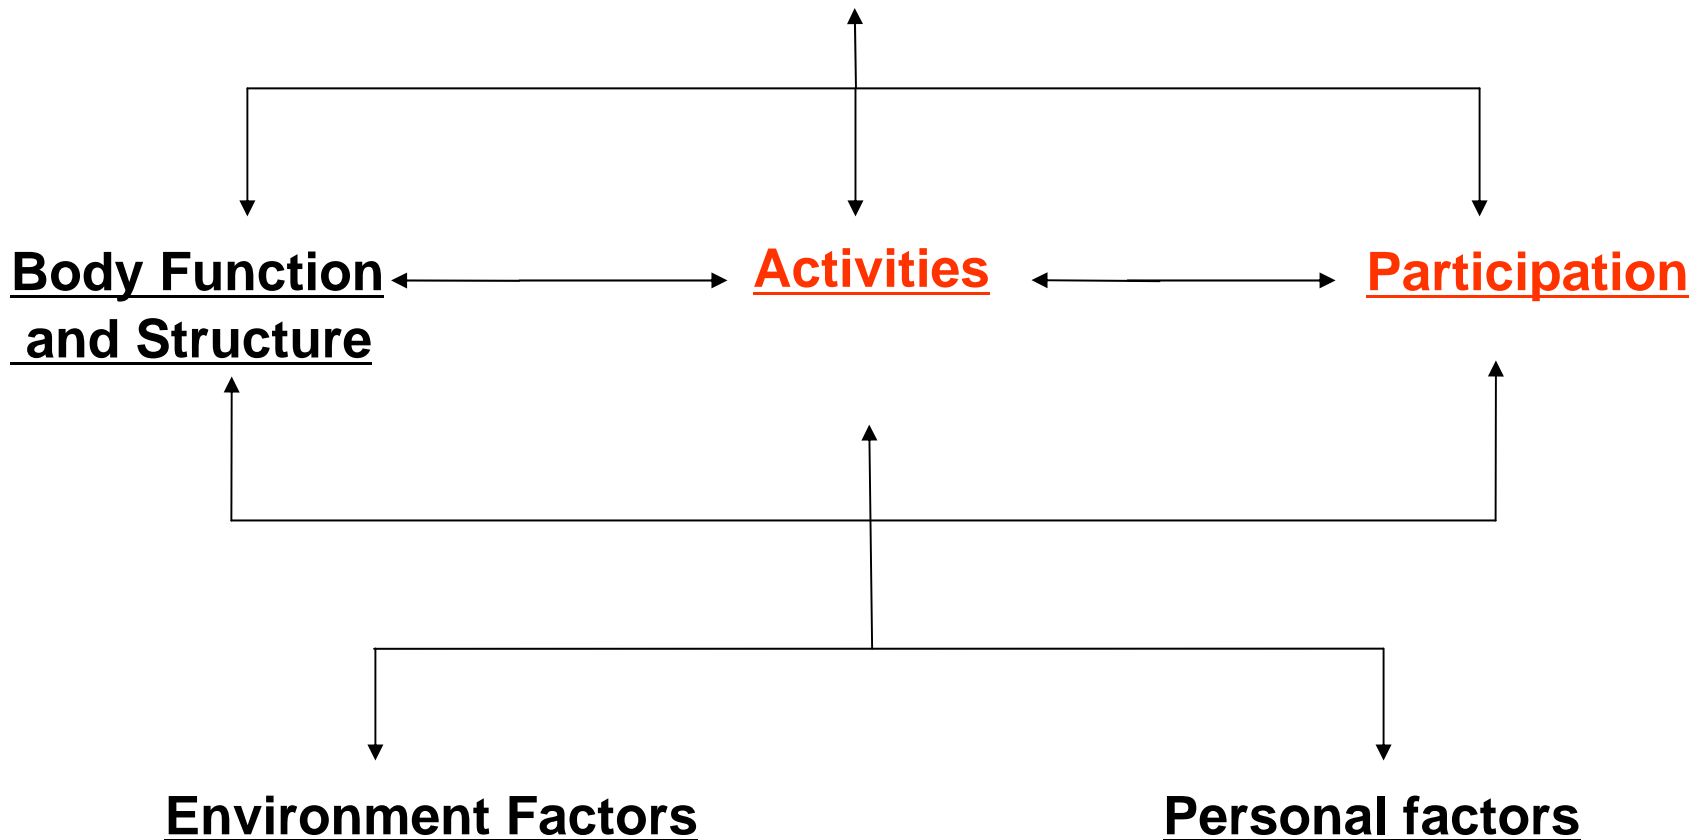 Body Function
and Structure
Activities
Participation
Environment Factors
Personal factors